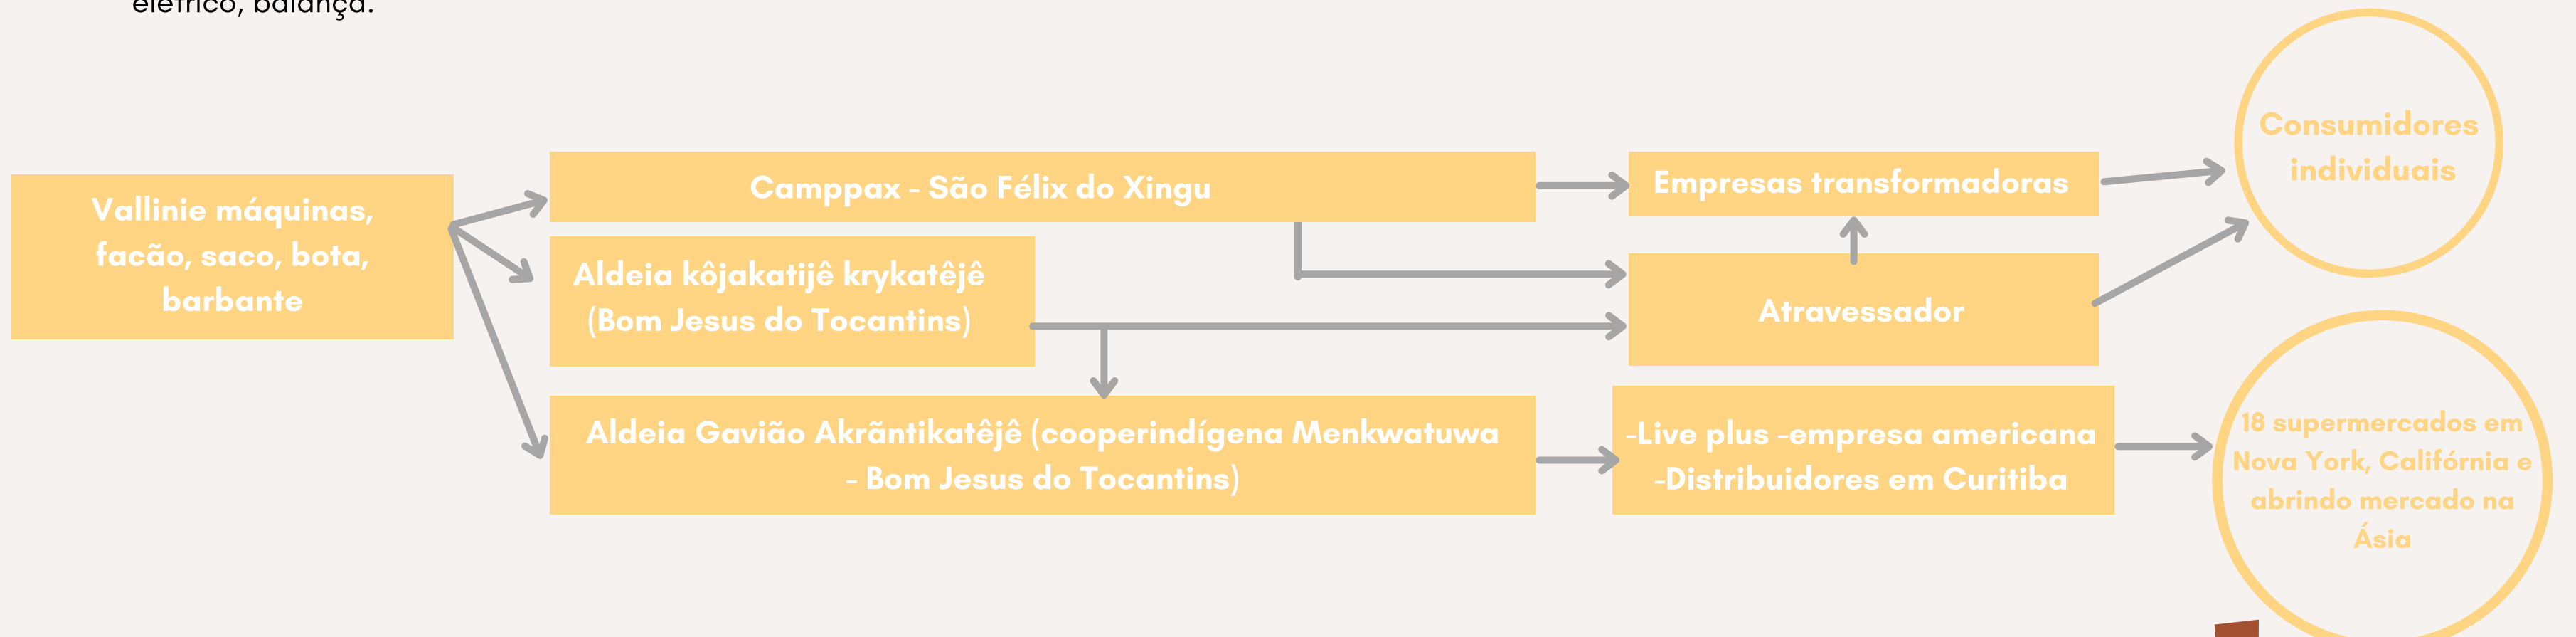 elétrico, balança.
Vallinie máquinas,
facão, saco, bota,
barbante
Camppax - São Félix do Xingu
Aldeia kôjakatijê krykatêjê
(Bom Jesus do Tocantins)
Aldeia Gavião Akrãntikatêjê (cooperindígena Menkwatuwa
- Bom Jesus do Tocantins)
Empresas transformadoras
Atravessador
-Live plus -empresa americana
-Distribuidores em Curitiba
Consumidores
individuais
18 supermercados em
Nova York, Califórnia e
abrindo mercado na
Ásia